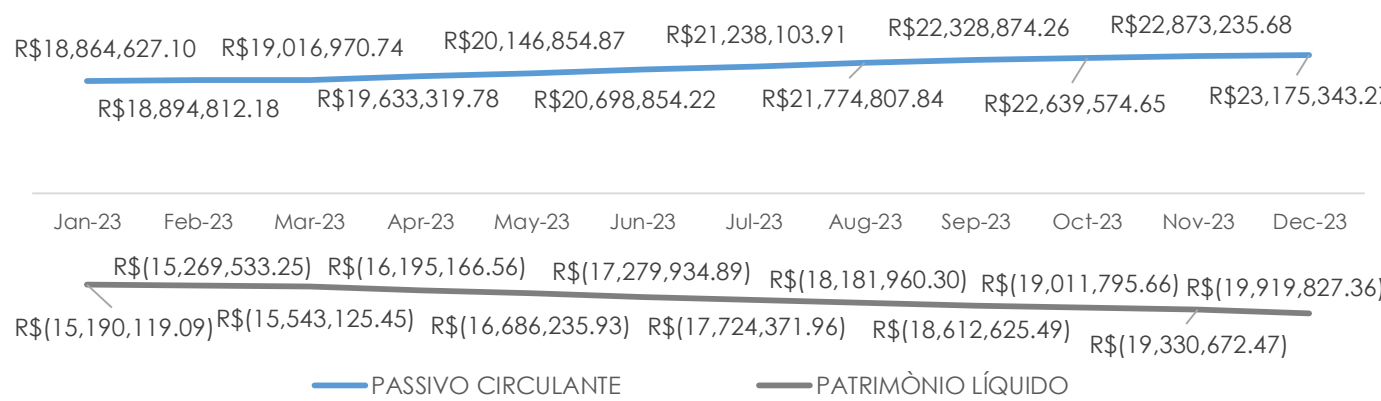 R$18,864,627.10 R$19,016,970.74 R$20,146,854.87 R$21,238,103.91 R$22,328,874.26 R$22,873,235.68
R$18,894,812.18 R$19,633,319.78 R$20,698,854.22 R$21,774,807.84 R$22,639,574.65 R$23,175,343.27
Jan-23 Feb-23 Mar-23 Apr-23 May-23 Jun-23 Jul-23 Aug-23 Sep-23 Oct-23 Nov-23 Dec-23
R$(15,269,533.25) R$(16,195,166.56) R$(17,279,934.89) R$(18,181,960.30) R$(19,011,795.66) R$(19,919,827.36)
R$(15,190,119.09) R$(15,543,125.45) R$(16,686,235.93) R$(17,724,371.96) R$(18,612,625.49) R$(19,330,672.47)
PASSIVO CIRCULANTE PATRIMÒNIO LÍQUIDO